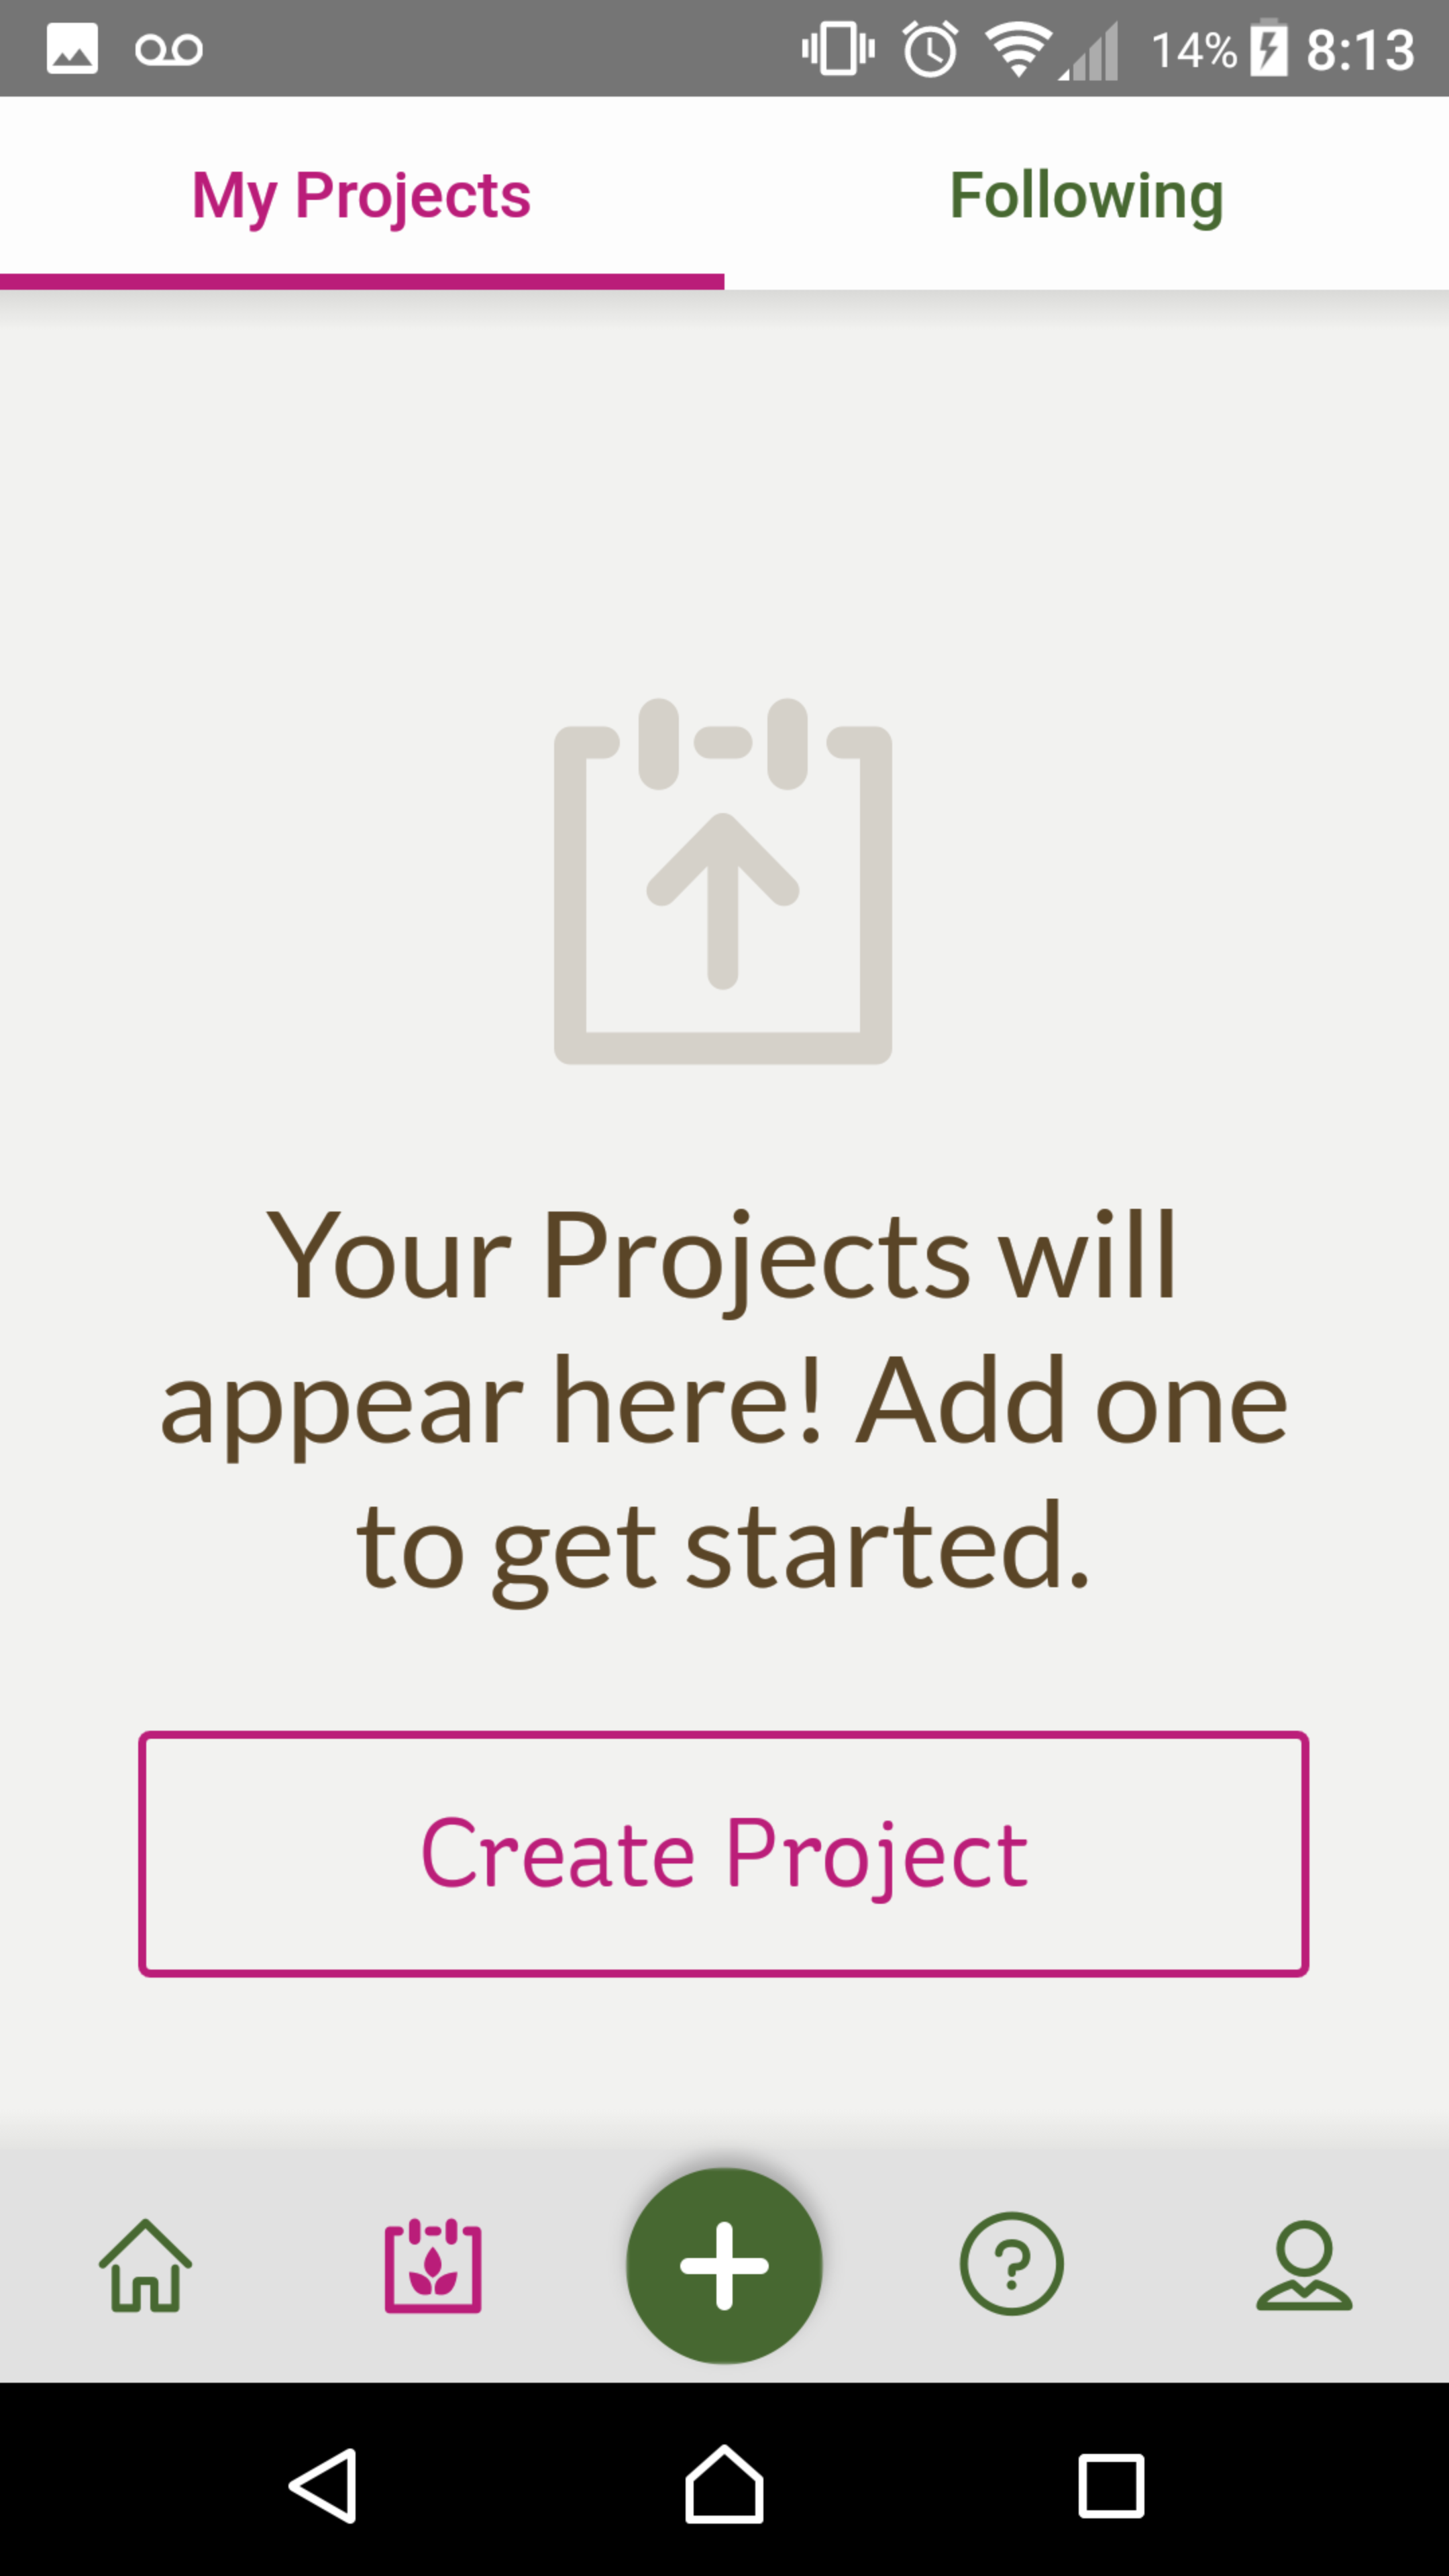 14% 8:13
My Projects Following
Your Projects will
appear here! Add one
to get started.
Create Project
?